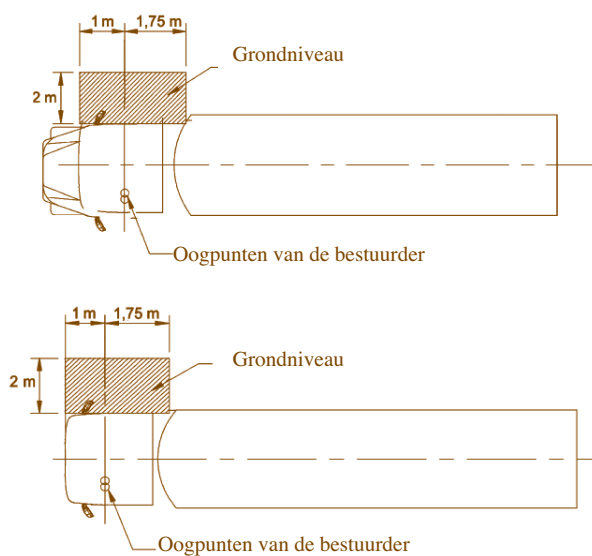 1 m 1,75 m
Grondniveau
2 m
Oogpunten van de bestuurder
1 m 1,75 m
Grondniveau
2 m
Oogpunten van de bestuurder